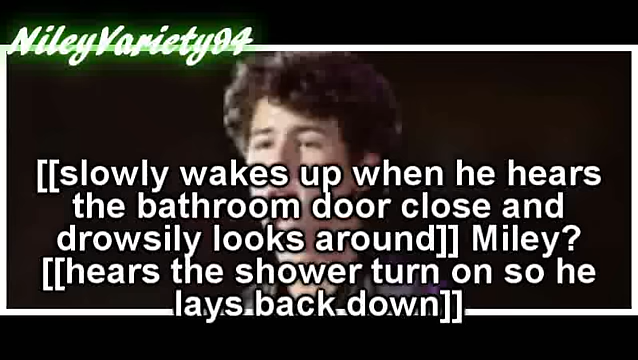 NileyVariety94
[[slowly wakes up when he hears
the bathroom door close and
drowsily looks around]] Miley?
[[hears the shower turn on so he
lays back down]]